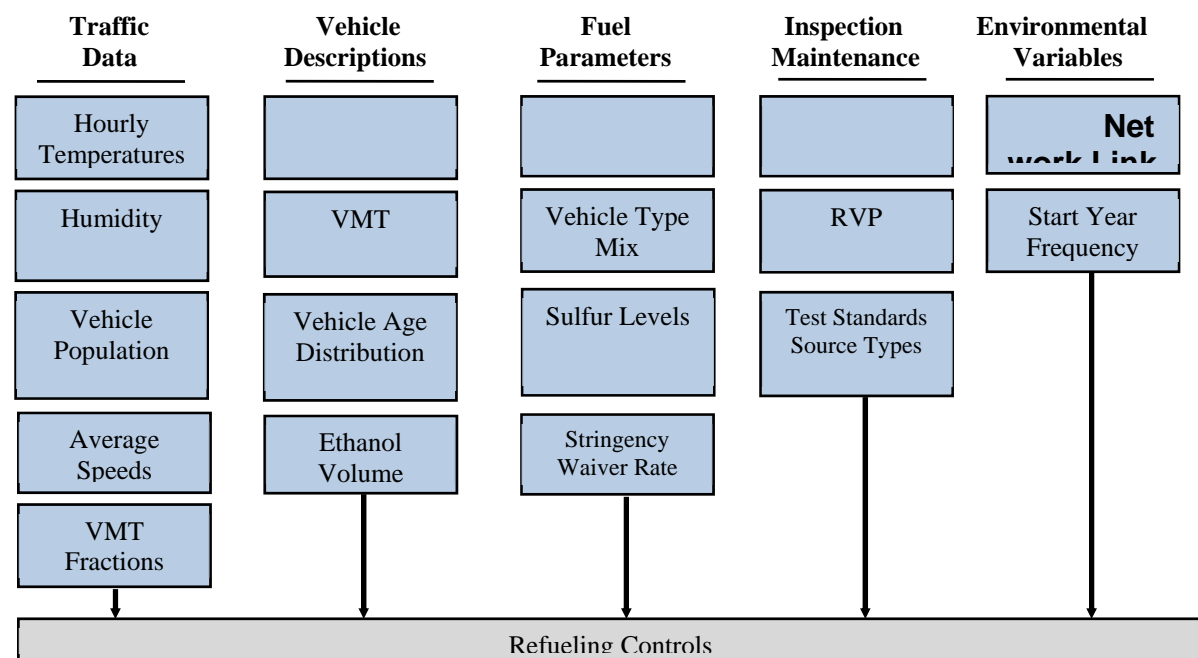 Traffic
Data
Vehicle
Descriptions
Fuel
Parameters
Inspection
Maintenance
Environmental
Variables
Hourly
Temperatures
Net
work Link
Humidity
VMT
Vehicle Type
Mix
RVP
Start Year
Frequency
Vehicle
Population
Vehicle Age
Distribution
Sulfur Levels
Test Standards
Source Types
Average
Speeds
Ethanol
Volume
Stringency
Waiver Rate
VMT
Fractions
Refueling Controls